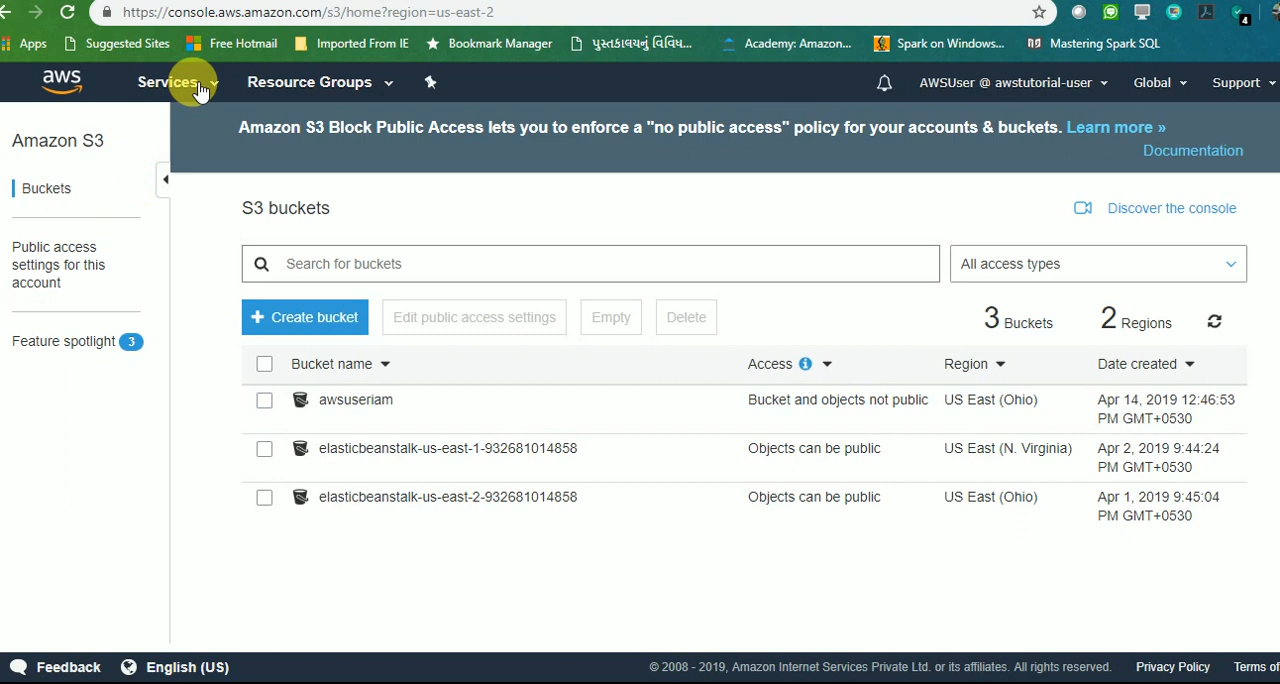 https://console.aws.amazon.com/s3/home?region=us-east-2
4
Apps Suggested Sites Free Hotmail Imported From IE Bookmark Manager પુસ્તકાલયનું વિવિધ... Academy: Amazon... Spark on Windows... Mastering Spark SQL
aws Services Resource Groups AWSUser @ awstutorial-user Global Support
Amazon S3 Block Public Access lets you to enforce a "no public access" policy for your accounts & buckets. Learn more »
Documentation
Amazon S3
Buckets
Public access
settings for this
account
Feature spotlight 3
S3 buckets
Discover the console
Search for buckets
All access types
+ Create bucket Edit public access settings Empty Delete 3 Buckets 2 Regions
Bucket name Access i Region Date created
awsuseriam Bucket and objects not public US East (Ohio) Apr 14, 2019 12:46:53
PM GMT+0530
elasticbeanstalk-us-east-1-932681014858 Objects can be public US East (N. Virginia) Apr 2, 2019 9:44:24
PM GMT+0530
elasticbeanstalk-us-east-2-932681014858 Objects can be public US East (Ohio) Apr 1, 2019 9:45:04
PM GMT+0530
Feedback English (US) © 2008 - 2019, Amazon Internet Services Private Ltd. or its affiliates. All rights reserved. Privacy Policy Terms of